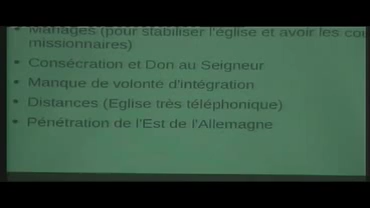 Mariages (pour stabiliser l'église et avoir les
missionnaires)
• Consécration et Don au Seigneur
• Manque de volonté d'intégration
• Distances (Eglise très téléphonique)
• Pénétration de l'Est de l'Allemagne